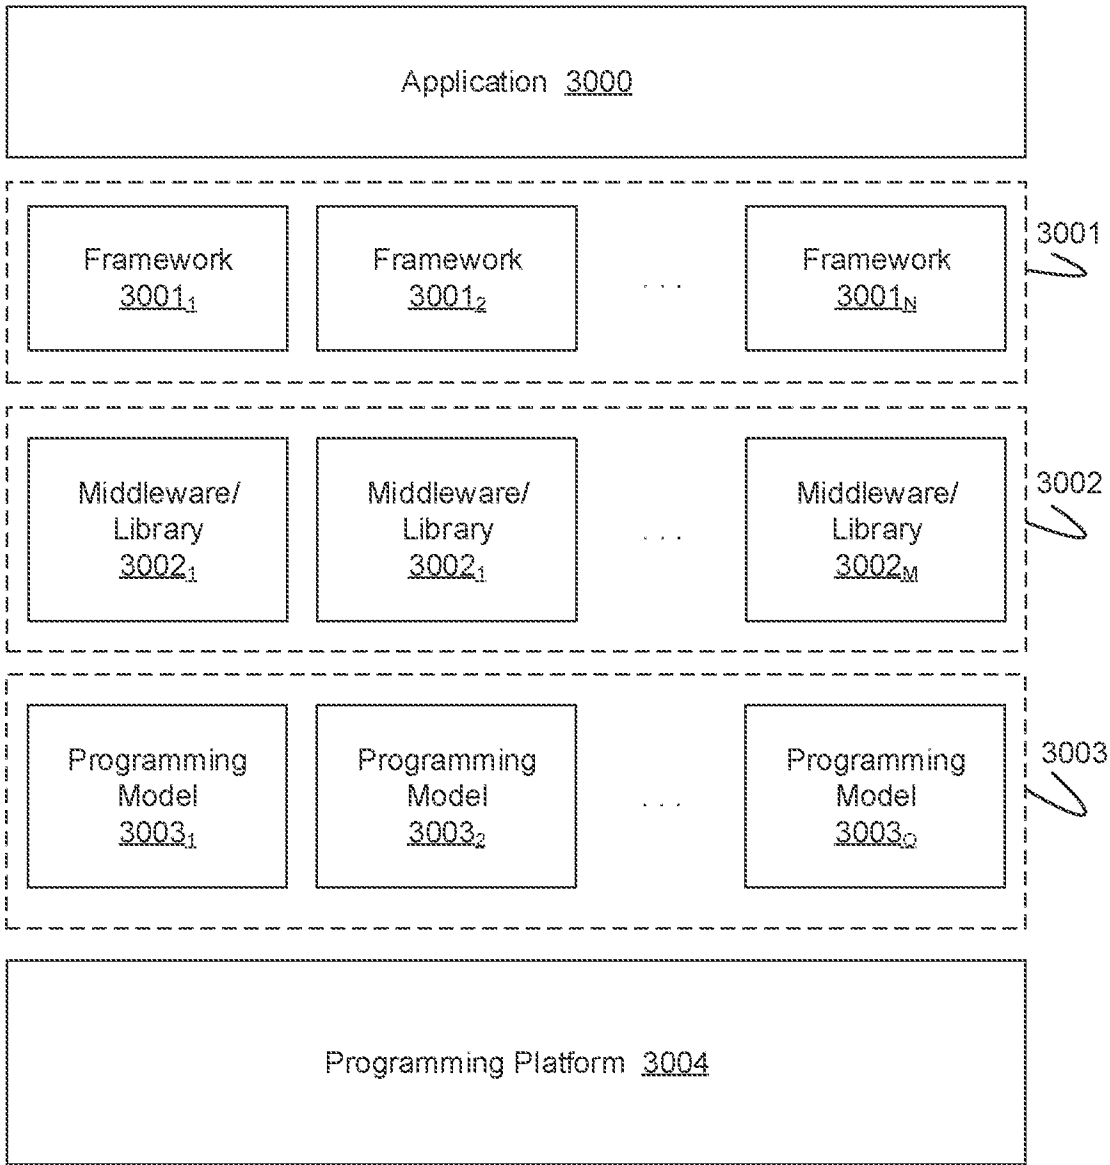 Application 3000
Framework
3001₁
Framework
3001₂
. . .
Framework
3001N
3001
Middleware/
Library
3002₁
Middleware/
Library
3002₁
. . .
Middleware/
Library
3002M
3002
Programming
Model
3003₁
Programming
Model
3003₂
. . .
Programming
Model
3003O
3003
Programming Platform 3004